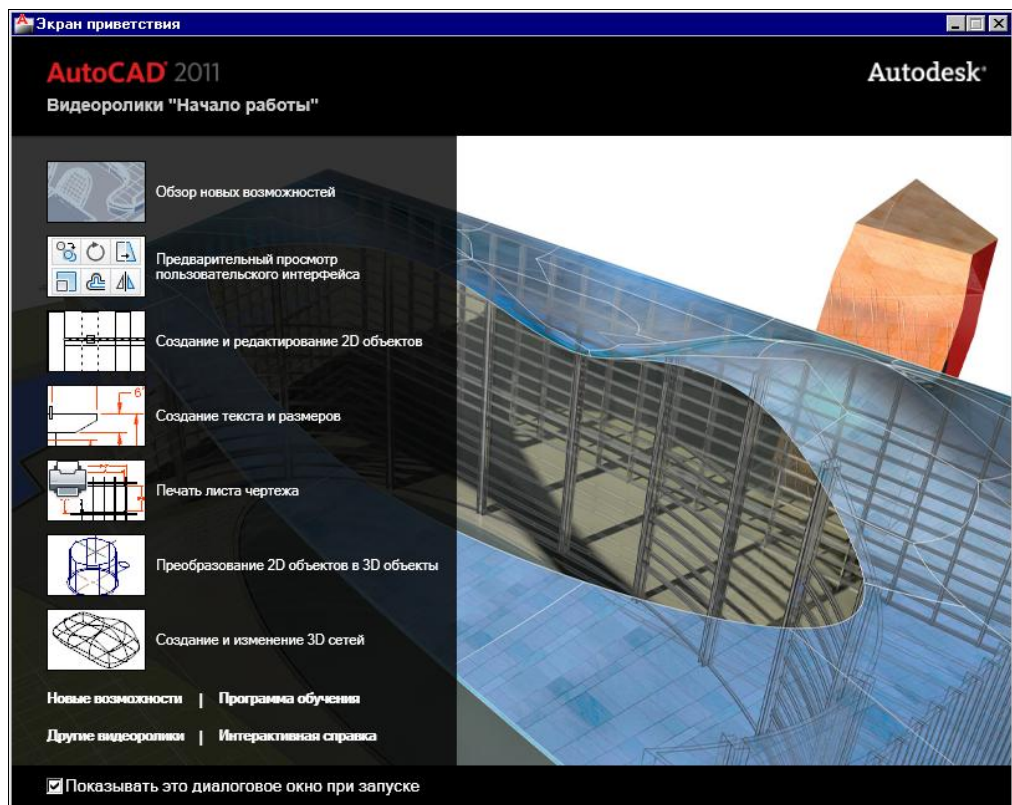 Экран приветствия
AutoCAD® 2011
Autodesk®
Видеоролики "Начало работы"
Обзор новых возможностей
Предварительный просмотр
пользовательского интерфейса
Создание и редактирование 2D объектов
6'
Создание текста и размеров
Печать листа чертежа
Преобразование 2D объектов в 3D объекты
Создание и изменение 3D сетей
Новые возможности | Программа обучения
Другие видеоролики | Интерактивная справка
Показывать это диалоговое окно при запуске